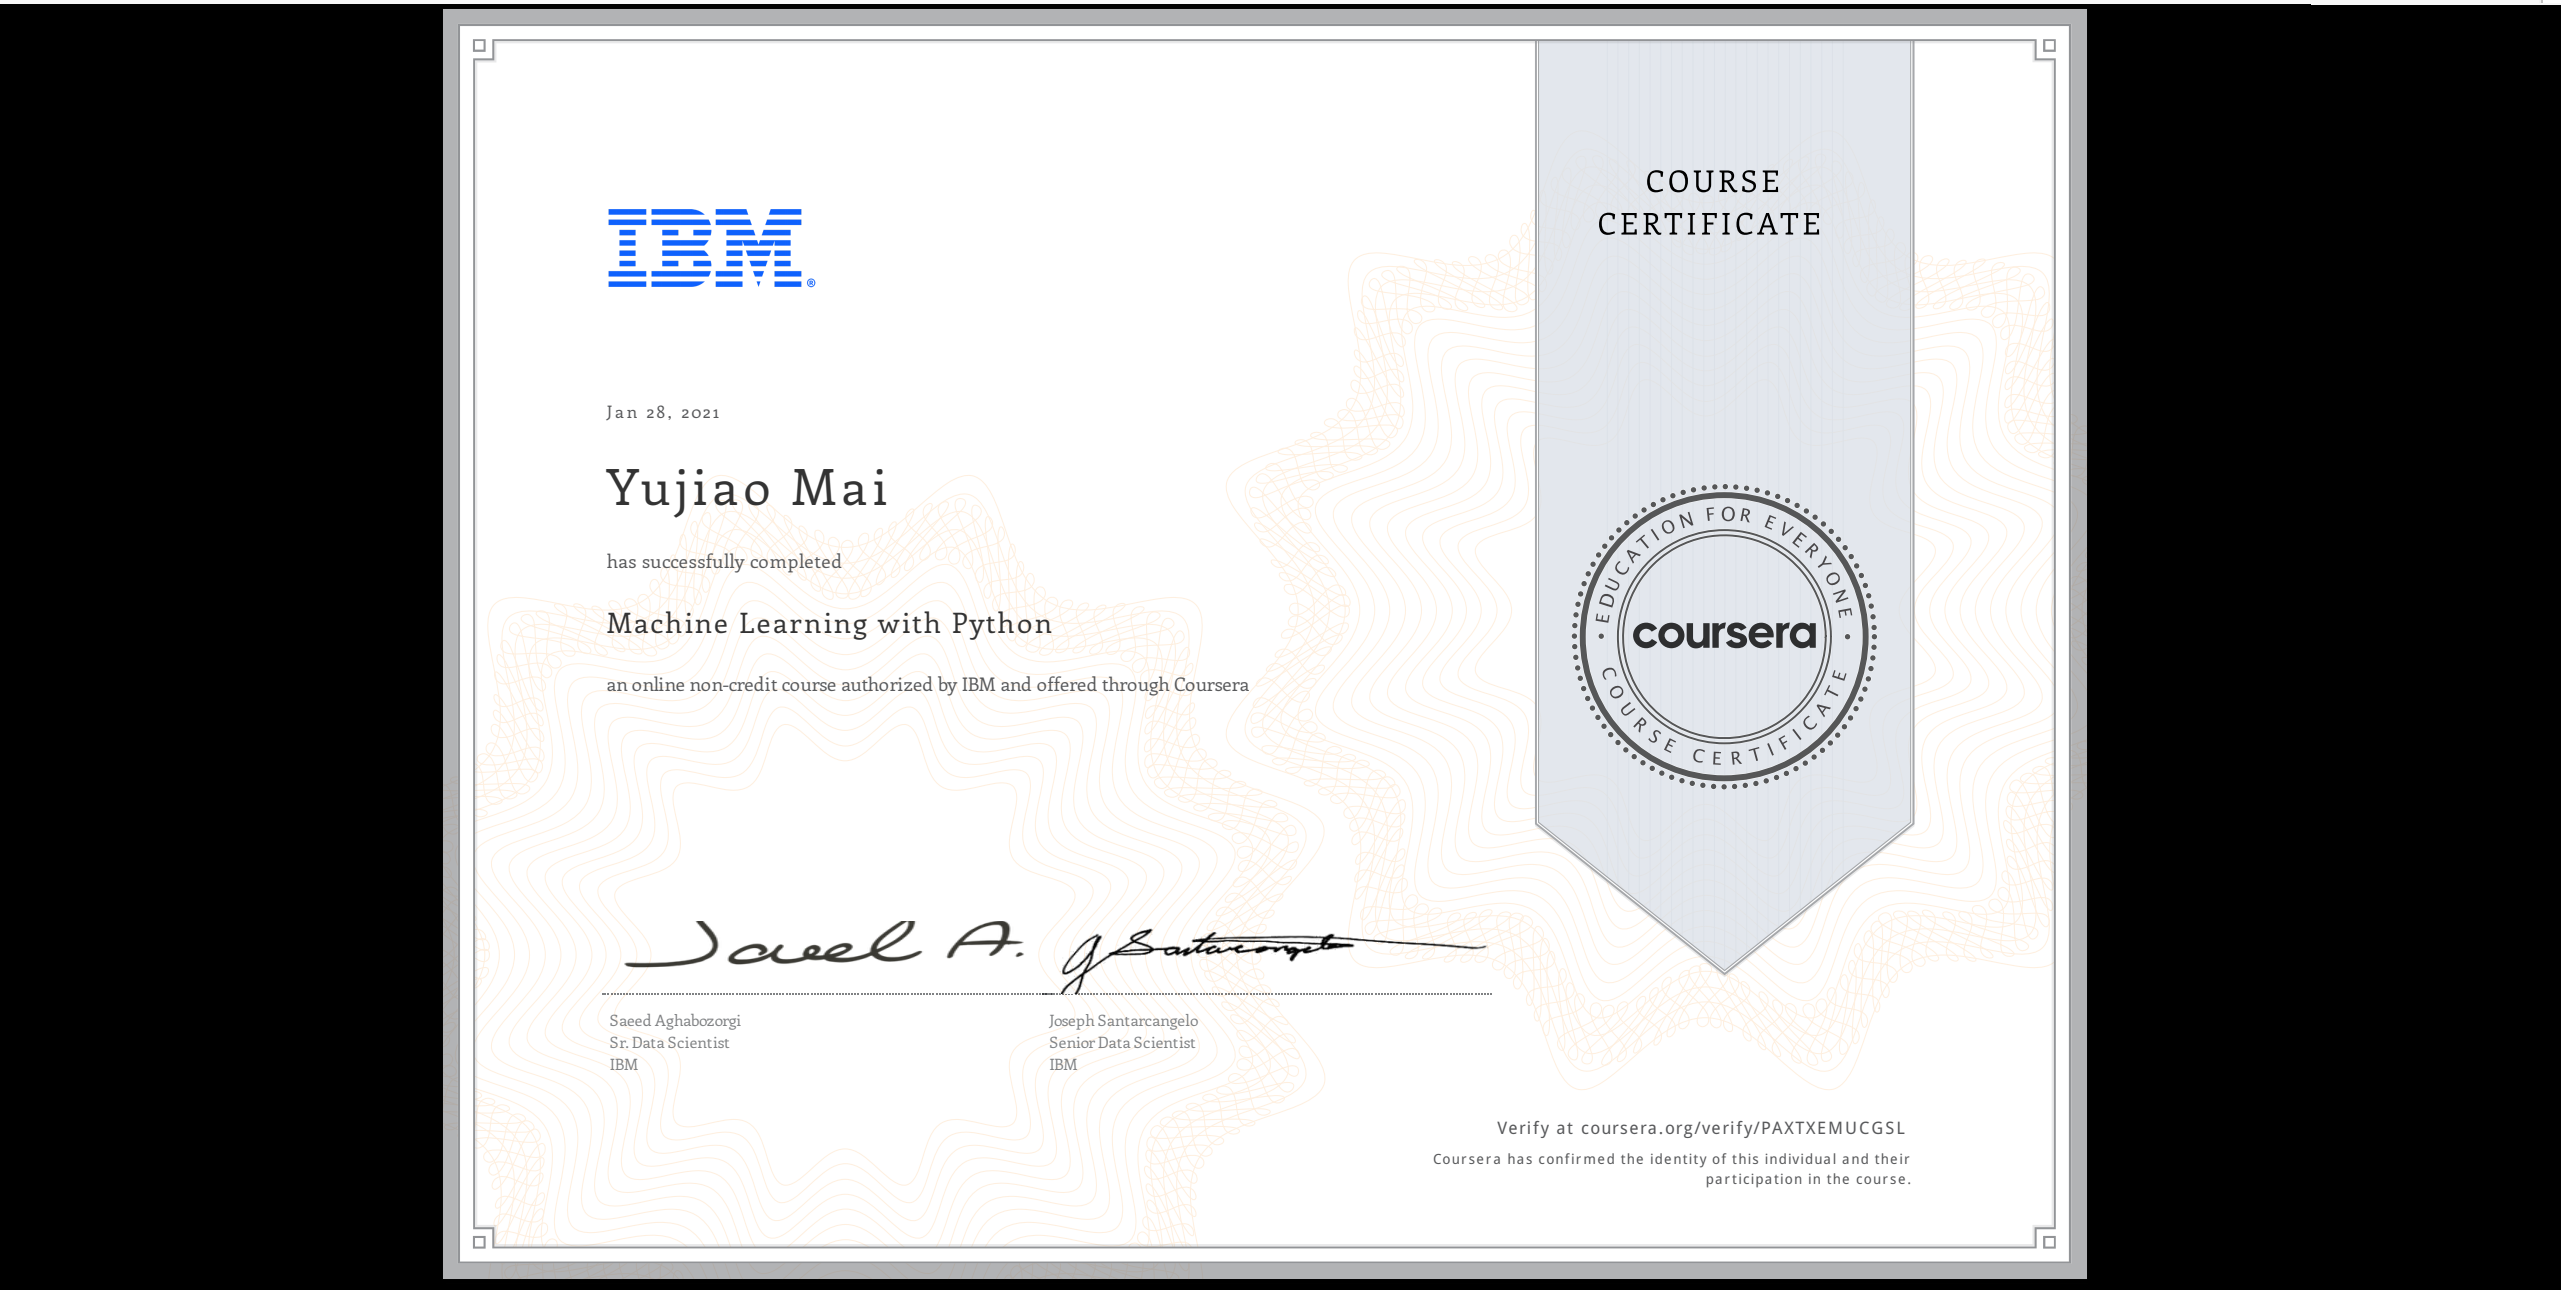 COURSE
CERTIFICATE
IBM®
Jan 28, 2021
Yujiao Mai
has successfully completed
Machine Learning with Python
an online non-credit course authorized by IBM and offered through Coursera
EDUCATION FOR EVERYONE
coursera
COURSE CERTIFICATE
Saeed A.
J Santarcangelo
Saeed Aghabozorgi
Sr. Data Scientist
IBM
Joseph Santarcangelo
Senior Data Scientist
IBM
Verify at coursera.org/verify/PAXTXEMUCGSL
Coursera has confirmed the identity of this individual and their
participation in the course.